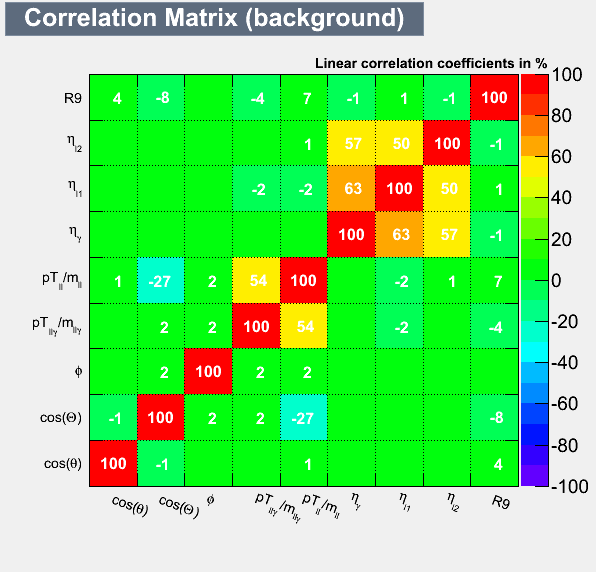 Correlation Matrix (background)
Linear correlation coefficients in %
R9 4 -8 -4 7 -1 1 -1 100
η_l2 1 57 50 100 -1
η_l1 -2 -2 63 100 50 1
η_γ 100 63 57 -1
pT_ll/m_ll 1 -27 2 54 100 -2 1 7
pT_llγ/m_llγ 2 2 100 54 -2 -4
ϕ 2 100 2 2
cos(Θ) -1 100 2 2 -27 -8
cos(θ) 100 -1 1 4
cos(θ) cos(Θ) ϕ pT_llγ/m_llγ pT_ll/m_ll η_γ η_l1 η_l2 R9
100
80
60
40
20
0
-20
-40
-60
-80
-100